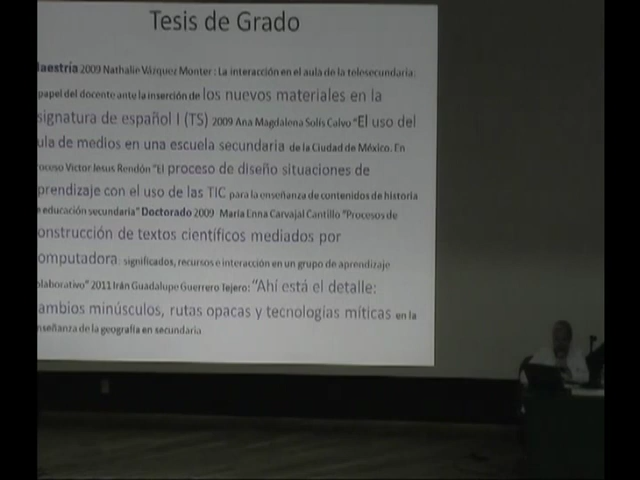 Tesis de Grado
aestría 2009 Nathalie Vázquez Monter : La interacción en el aula de la telesecundaria:
papel del docente ante la inserción de los nuevos materiales en la
signatura de español I (TS) 2009 Ana Magdalena Solís Calvo "El uso del
ula de medios en una escuela secundaria de la Ciudad de México. En
oceso Victor Jesus Rendón "El proceso de diseño situaciones de
prendizaje con el uso de las TIC para la enseñanza de contenidos de historia
educación secundaria" Doctorado 2009 María Enna Carvajal Cantillo "Procesos de
onstrucción de textos científicos mediados por
omputadora: significados, recursos e interacción en un grupo de aprendizaje
olaborativo" 2011 Irán Guadalupe Guerrero Tejero: "Ahí está el detalle:
ambios minúsculos, rutas opacas y tecnologías míticas en la
nseñanza de la geografía en secundaria